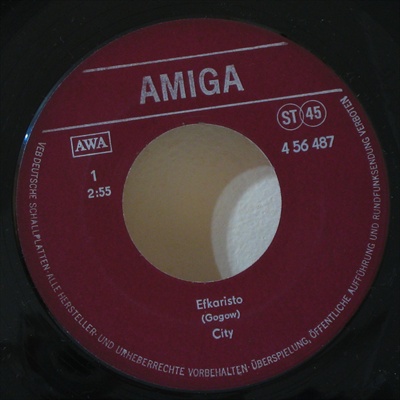 AMIGA
ST 45
AWA
4 56 487
1
2:55
Efkaristo
(Gogow)
City
VEB DEUTSCHE SCHALLPLATTEN ALLE HERSTELLER- UND URHEBERRECHTE VORBEHALTEN · ÜBERSPIELUNG, ÖFFENTLICHE AUFFÜHRUNG UND RUNDFUNKSENDUNG VERBOTEN